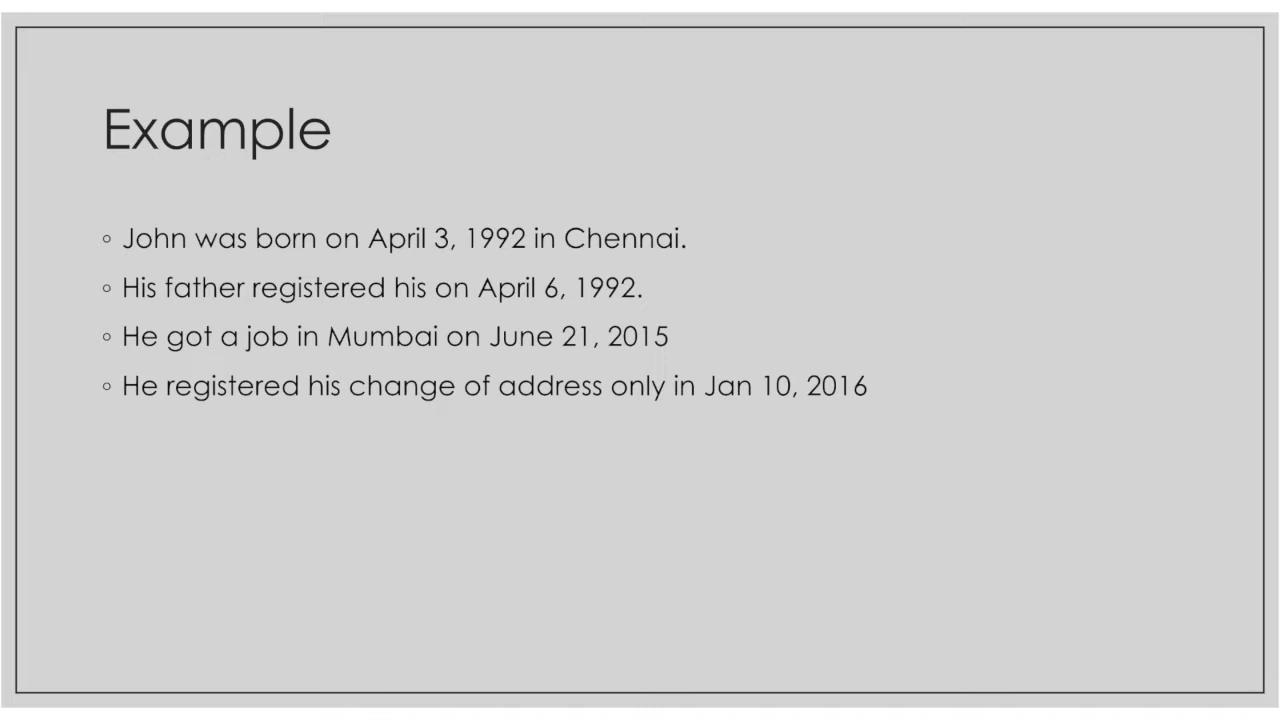 Example
◦ John was born on April 3, 1992 in Chennai.
◦ His father registered his on April 6, 1992.
◦ He got a job in Mumbai on June 21, 2015
◦ He registered his change of address only in Jan 10, 2016